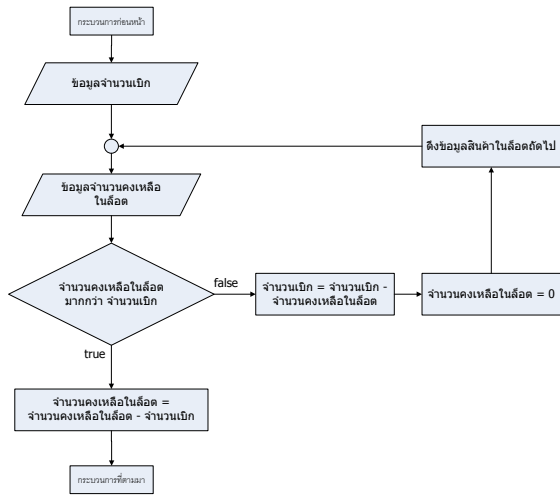 กระบวนการก่อนหน้า
ข้อมูลจำนวนเบิก
ดึงข้อมูลสินค้าในล็อตถัดไป
ข้อมูลจำนวนคงเหลือ
ในล็อต
จำนวนคงเหลือในล็อต
มากกว่า จำนวนเบิก
false
จำนวนเบิก = จำนวนเบิก -
จำนวนคงเหลือในล็อต
จำนวนคงเหลือในล็อต = 0
true
จำนวนคงเหลือในล็อต =
จำนวนคงเหลือในล็อต - จำนวนเบิก
กระบวนการที่ตามมา